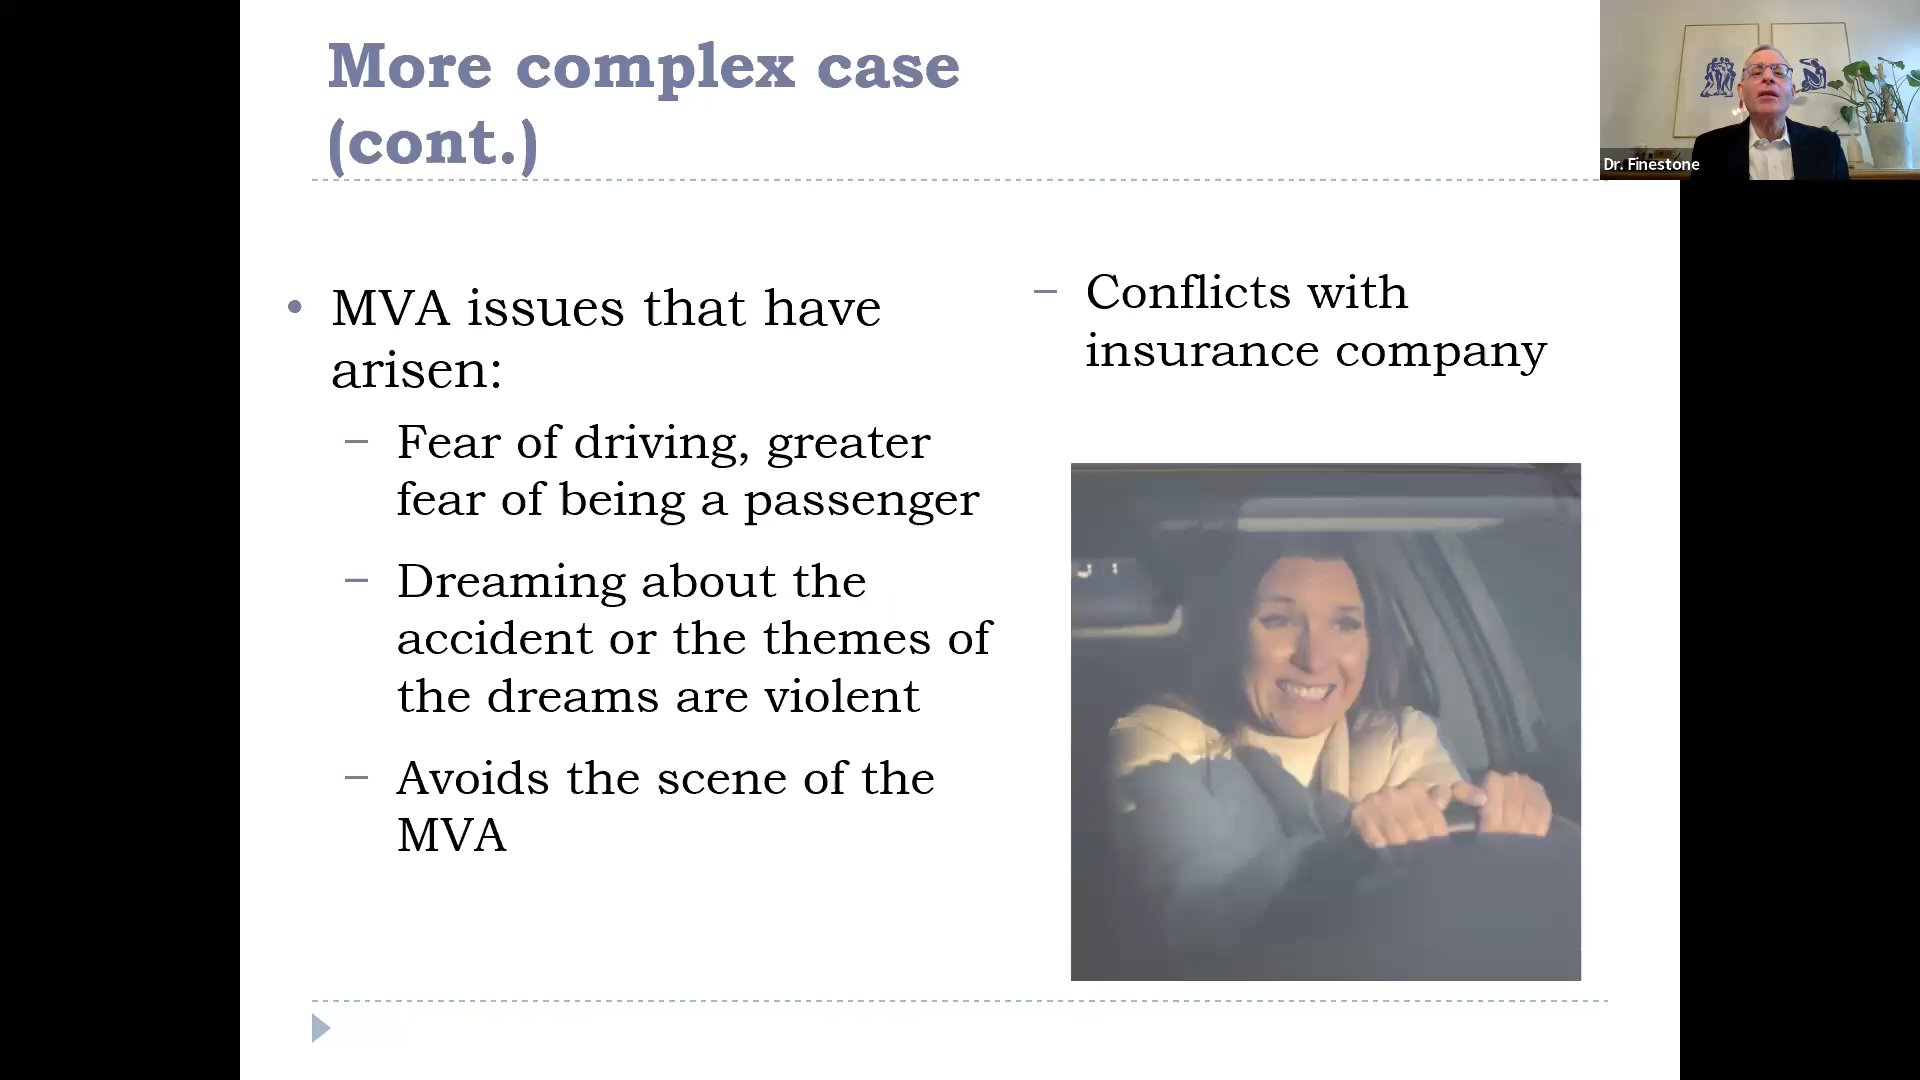 More complex case
(cont.)
• MVA issues that have
arisen:
– Fear of driving, greater
fear of being a passenger
– Dreaming about the
accident or the themes of
the dreams are violent
– Avoids the scene of the
MVA
– Conflicts with
insurance company
Dr. Finestone